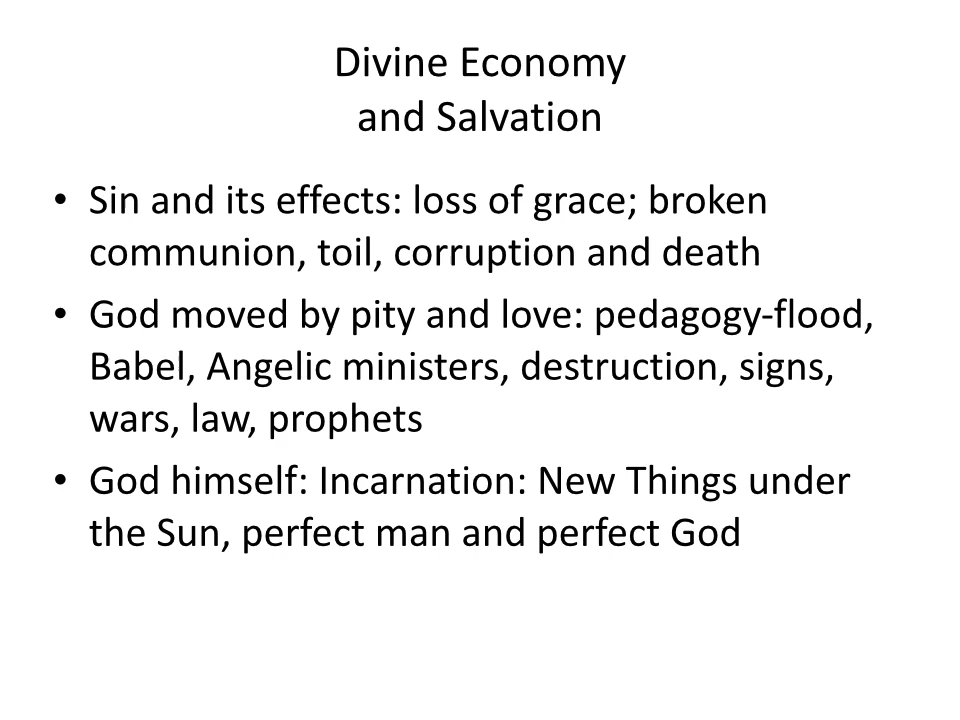 Divine Economy
and Salvation
• Sin and its effects: loss of grace; broken
communion, toil, corruption and death
• God moved by pity and love: pedagogy-flood,
Babel, Angelic ministers, destruction, signs,
wars, law, prophets
• God himself: Incarnation: New Things under
the Sun, perfect man and perfect God